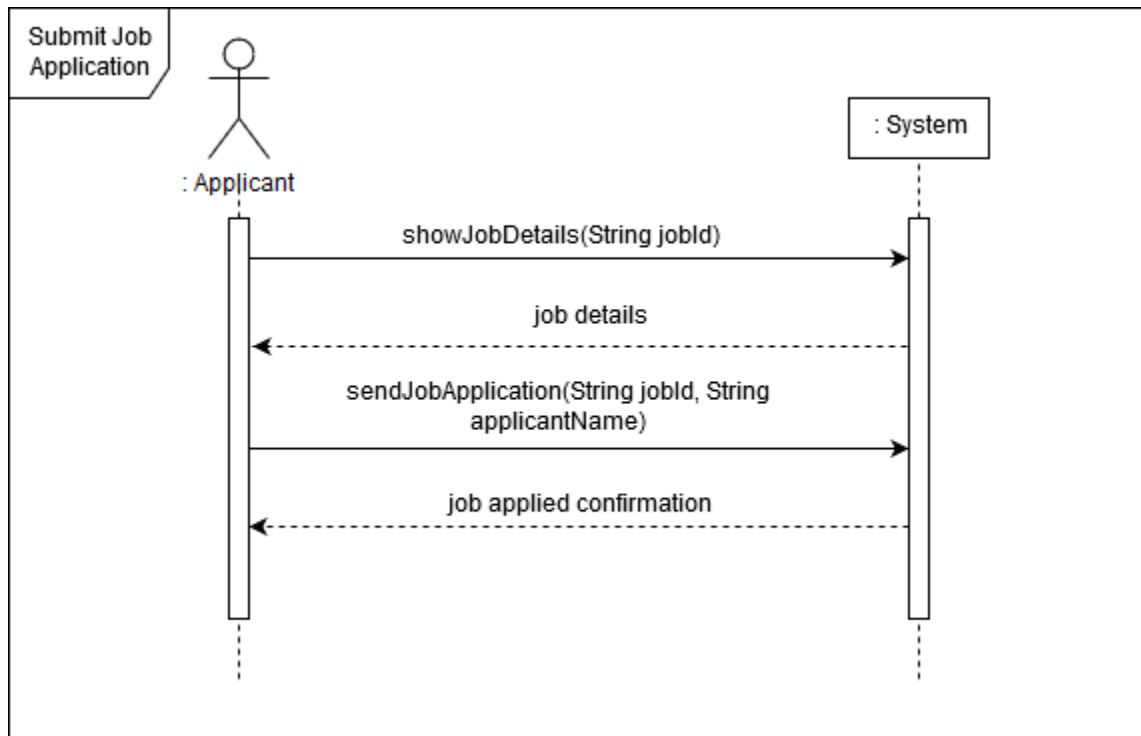 Submit Job
Application
: System
: Applicant
showJobDetails(String jobId)
job details
sendJobApplication(String jobId, String
applicantName)
job applied confirmation